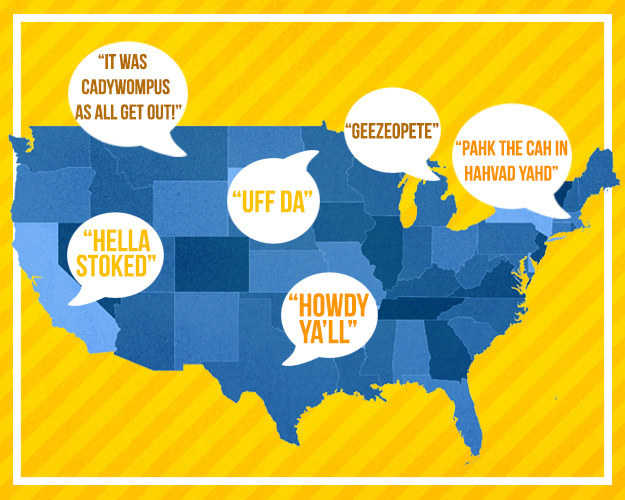 “IT WAS
CADYWOMPUS
AS ALL GET OUT!”
“GEEZEOPETE”
“PAHK THE CAH IN
HAHVAD YAHD”
“UFF DA”
“HELLA
STOKED”
“HOWDY
YA’LL”